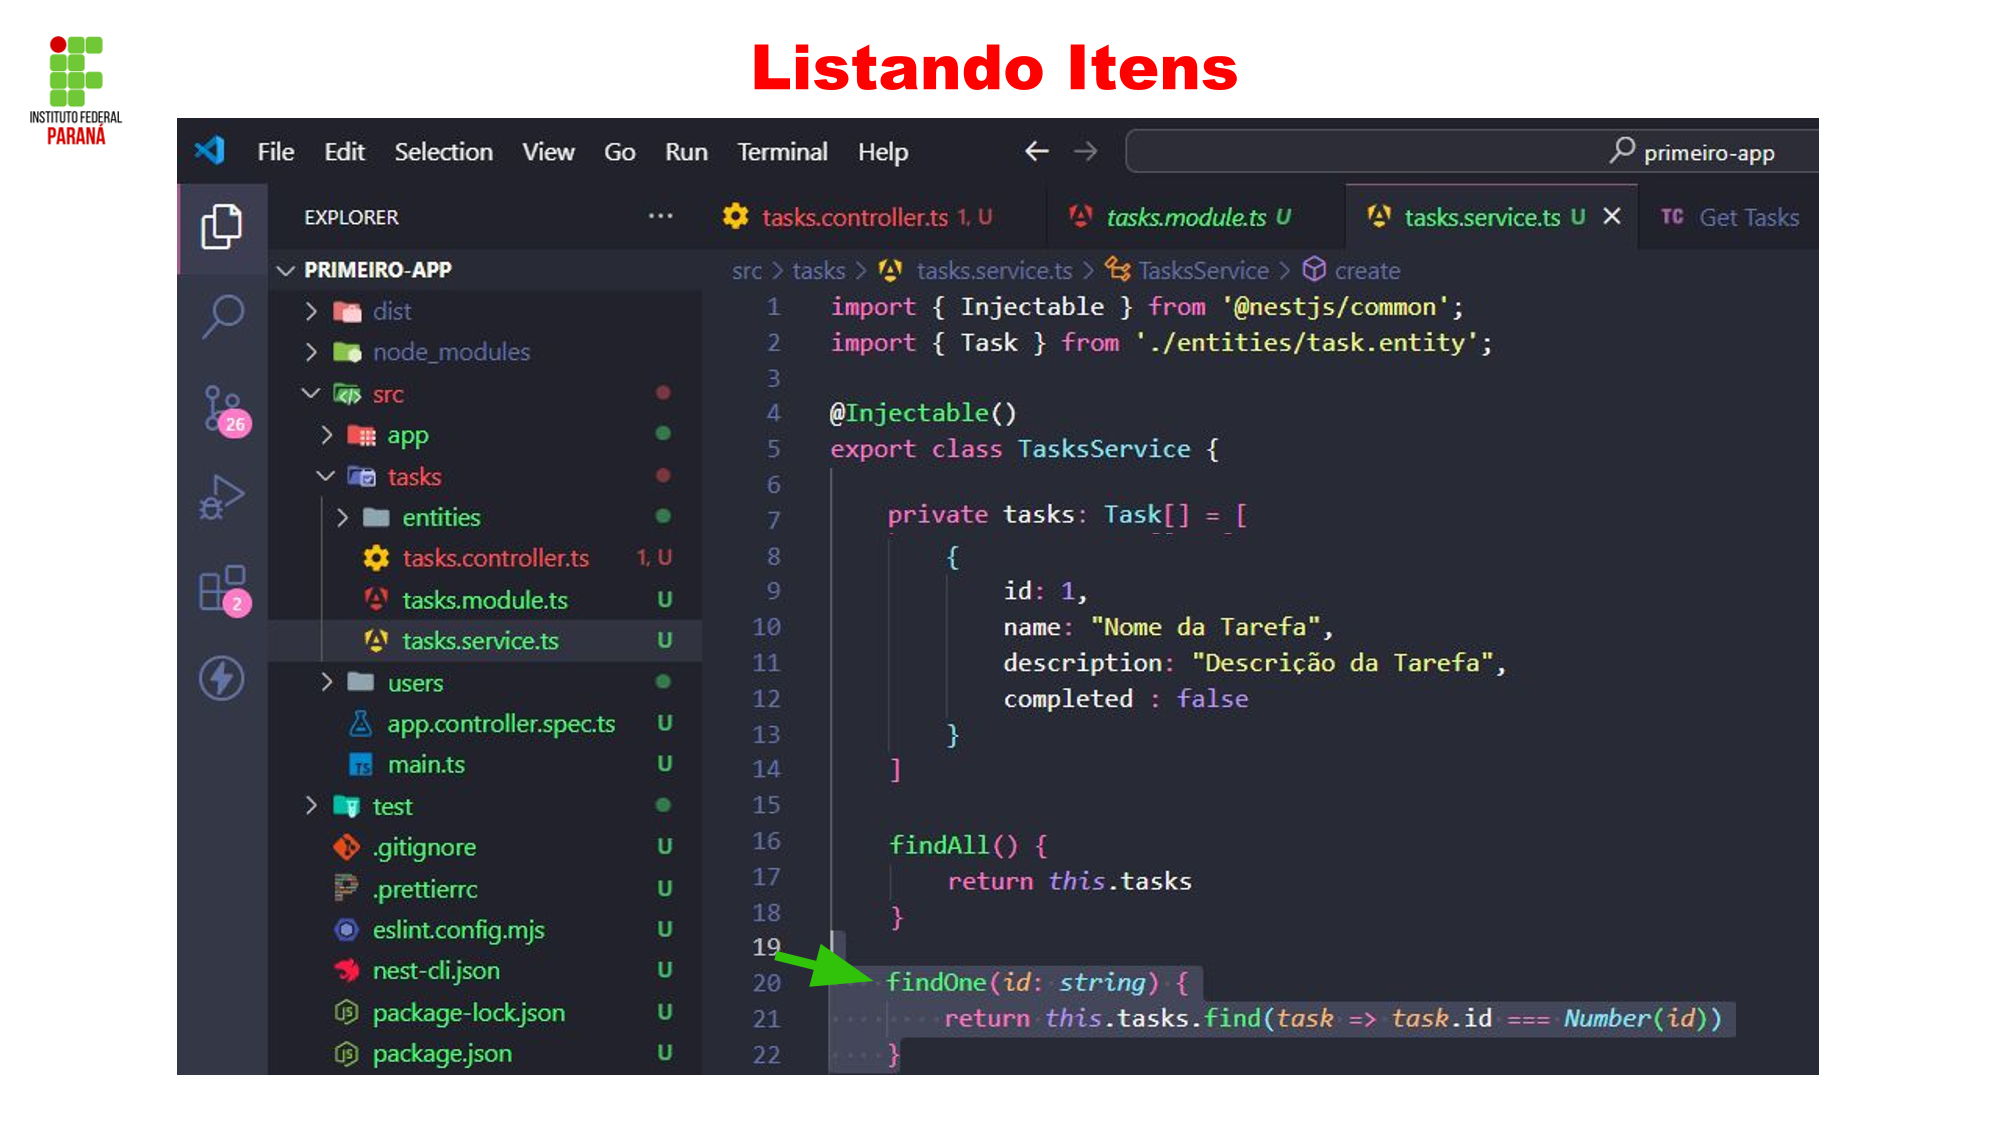 Listando Itens
INSTITUTO FEDERAL
PARANÁ
File Edit Selection View Go Run Terminal Help primeiro-app
EXPLORER ··· tasks.controller.ts 1, U tasks.module.ts U tasks.service.ts U TC Get Tasks
PRIMEIRO-APP
dist
node_modules
src
app
tasks
entities
tasks.controller.ts 1, U
tasks.module.ts U
tasks.service.ts U
users
app.controller.spec.ts U
TS main.ts U
test
.gitignore U
.prettierrc U
eslint.config.mjs U
nest-cli.json U
package-lock.json U
package.json U
26
2
src > tasks > tasks.service.ts > TasksService > create
1 import { Injectable } from '@nestjs/common';
2 import { Task } from './entities/task.entity';
3
4 @Injectable()
5 export class TasksService {
6
7 private tasks: Task[] = [
8 {
9 id: 1,
10 name: "Nome da Tarefa",
11 description: "Descrição da Tarefa",
12 completed : false
13 }
14 ]
15
16 findAll() {
17 return this.tasks
18 }
19
20 findOne(id: string) {
21 return this.tasks.find(task => task.id === Number(id))
22 }